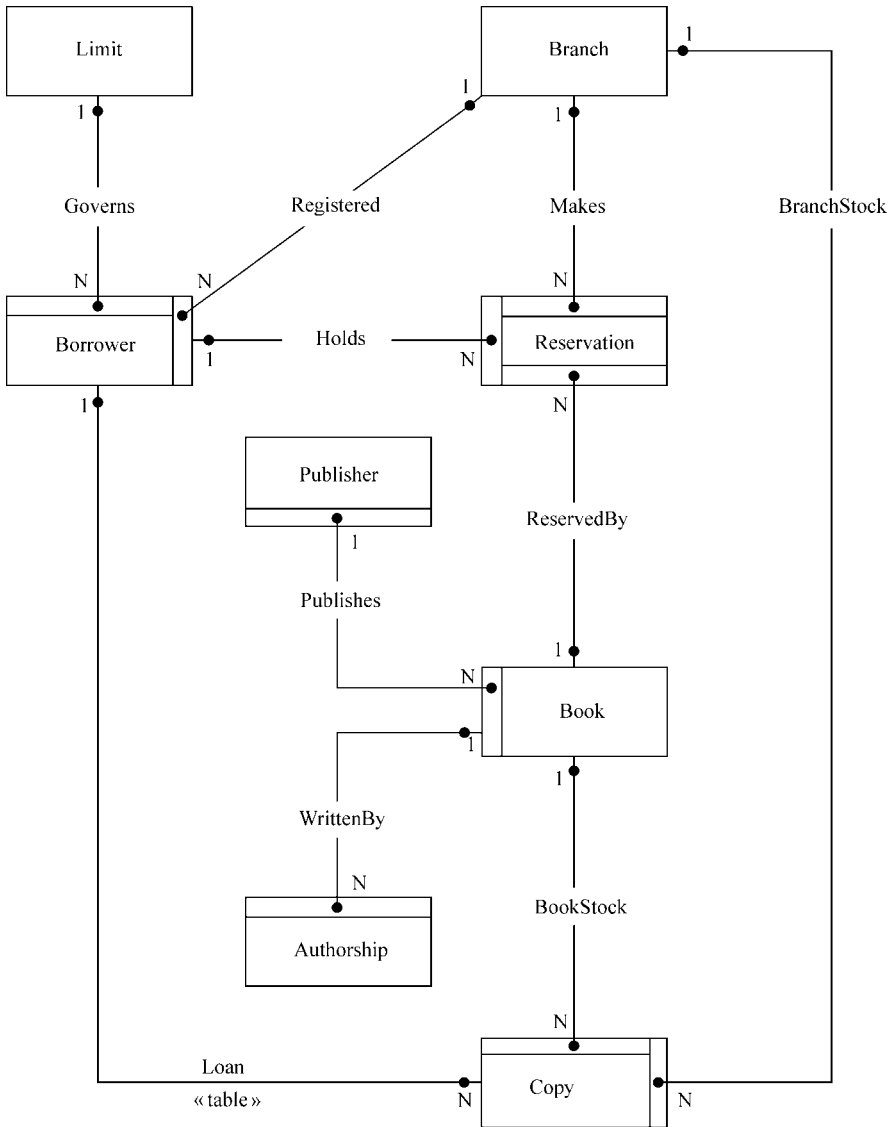 Limit
Branch
1
1
1
1
Governs
Registered
Makes
BranchStock
N
N
N
Borrower
Holds
Reservation
1
N
1
N
Publisher
ReservedBy
1
Publishes
1
N
Book
1
1
WrittenBy
N
BookStock
Authorship
N
Loan
Copy
«table»
N
N